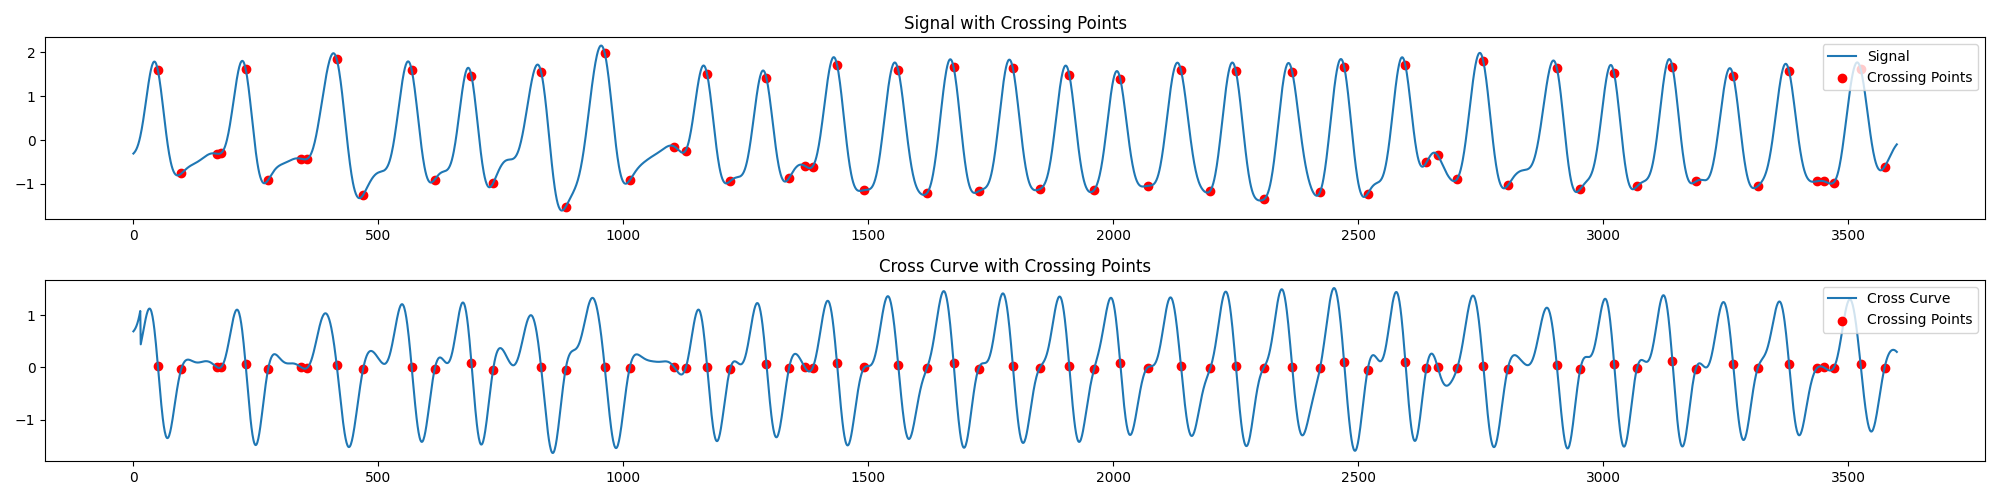 Signal with Crossing Points
2
1
0
−1
Signal
Crossing Points
0 500 1000 1500 2000 2500 3000 3500
Cross Curve with Crossing Points
1
0
−1
Cross Curve
Crossing Points
0 500 1000 1500 2000 2500 3000 3500